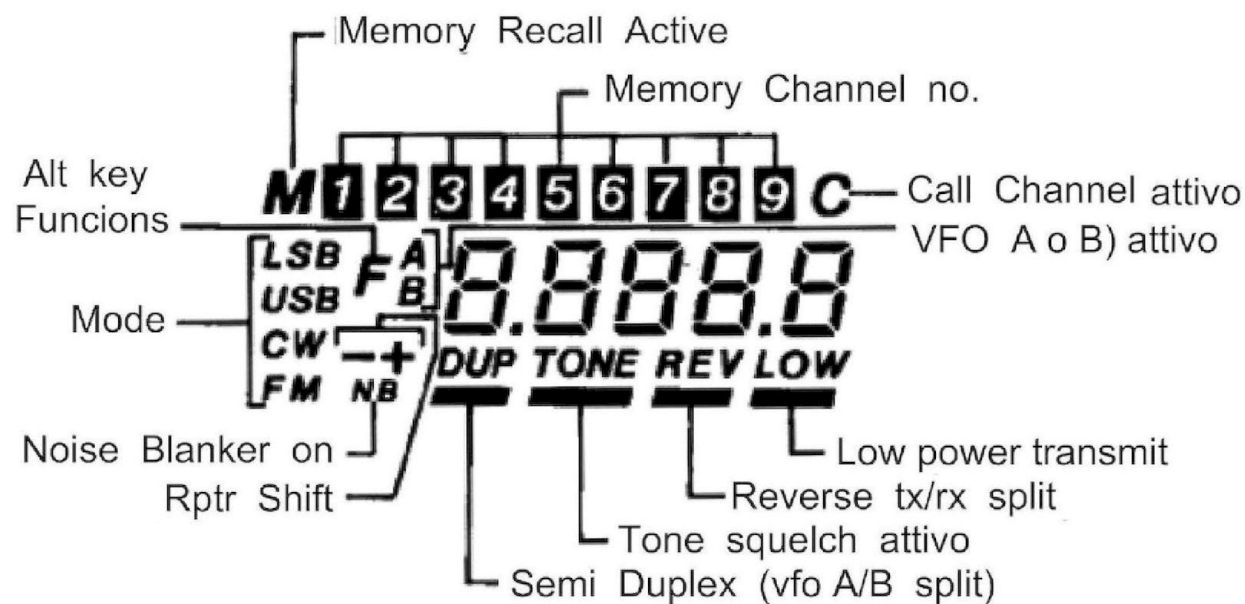 Memory Recall Active
Memory Channel no.
Alt key
Funcions
M 1 2 3 4 5 6 7 8 9 C
Call Channel attivo
VFO A o B) attivo
LSB
USB
CW
FM
F
A
B
8.888.8
Mode
-+
NB
DUP TONE REV LOW
Noise Blanker on
Rptr Shift
Low power transmit
Reverse tx/rx split
Tone squelch attivo
Semi Duplex (vfo A/B split)